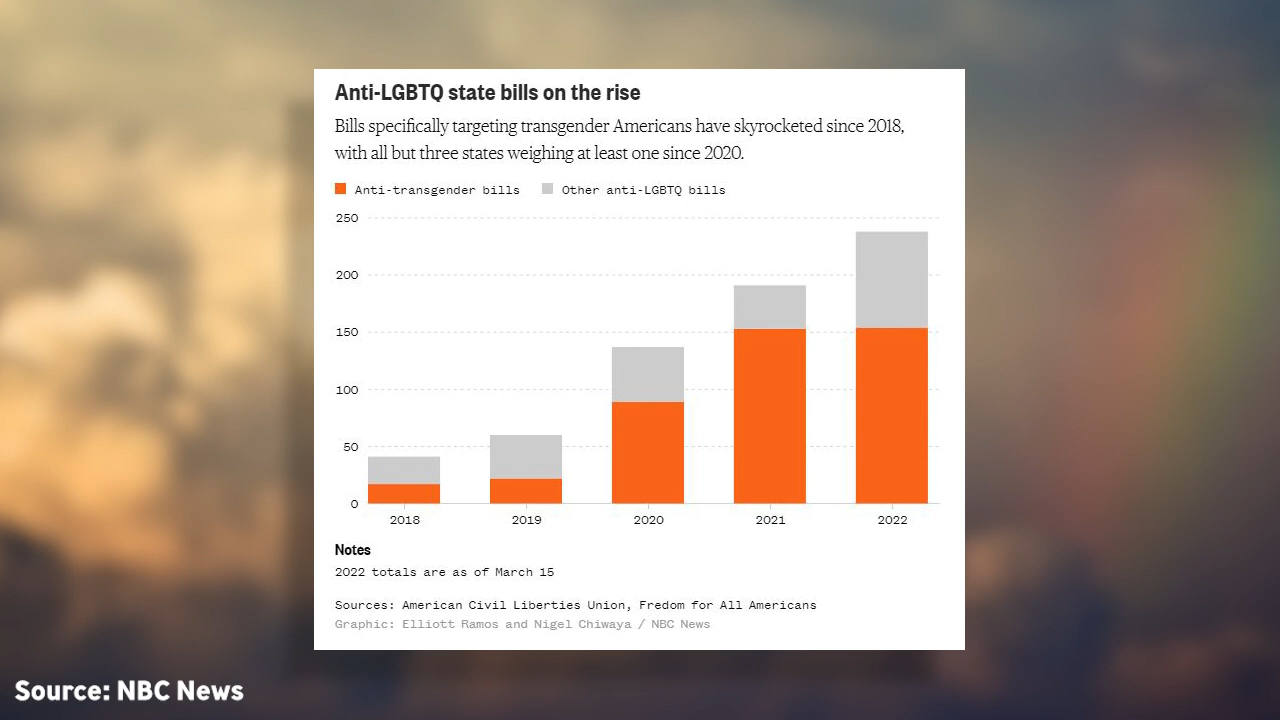 Anti-LGBTQ state bills on the rise
Bills specifically targeting transgender Americans have skyrocketed since 2018,
with all but three states weighing at least one since 2020.
Anti-transgender bills Other anti-LGBTQ bills
250
200
150
100
50
0
2018 2019 2020 2021 2022
Notes
2022 totals are as of March 15
Sources: American Civil Liberties Union, Fredom for All Americans
Graphic: Elliott Ramos and Nigel Chiwaya / NBC News
Source: NBC News